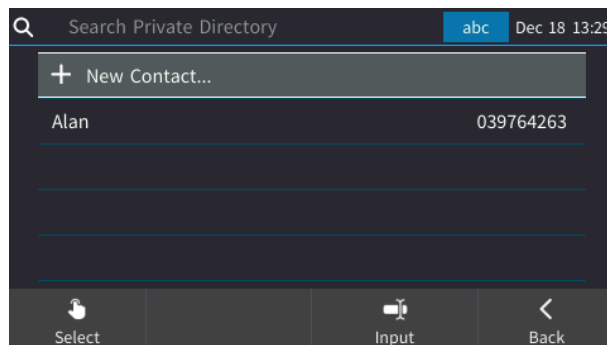 Search Private Directory abc Dec 18 13:29
+ New Contact...
Alan 039764263
Select Input Back